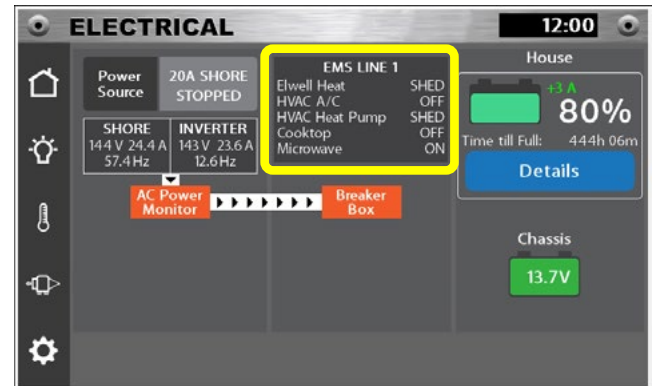 ELECTRICAL
12:00
Power Source
20A SHORE STOPPED
SHORE
144 V 24.4 A
57.4 Hz
INVERTER
143 V 23.6 A
12.6 Hz
AC Power
Monitor
Breaker
Box
EMS LINE 1
Elwell Heat SHED
HVAC A/C OFF
HVAC Heat Pump SHED
Cooktop OFF
Microwave ON
House
+3 A
80%
Time till Full: 444h 06m
Details
Chassis
13.7V